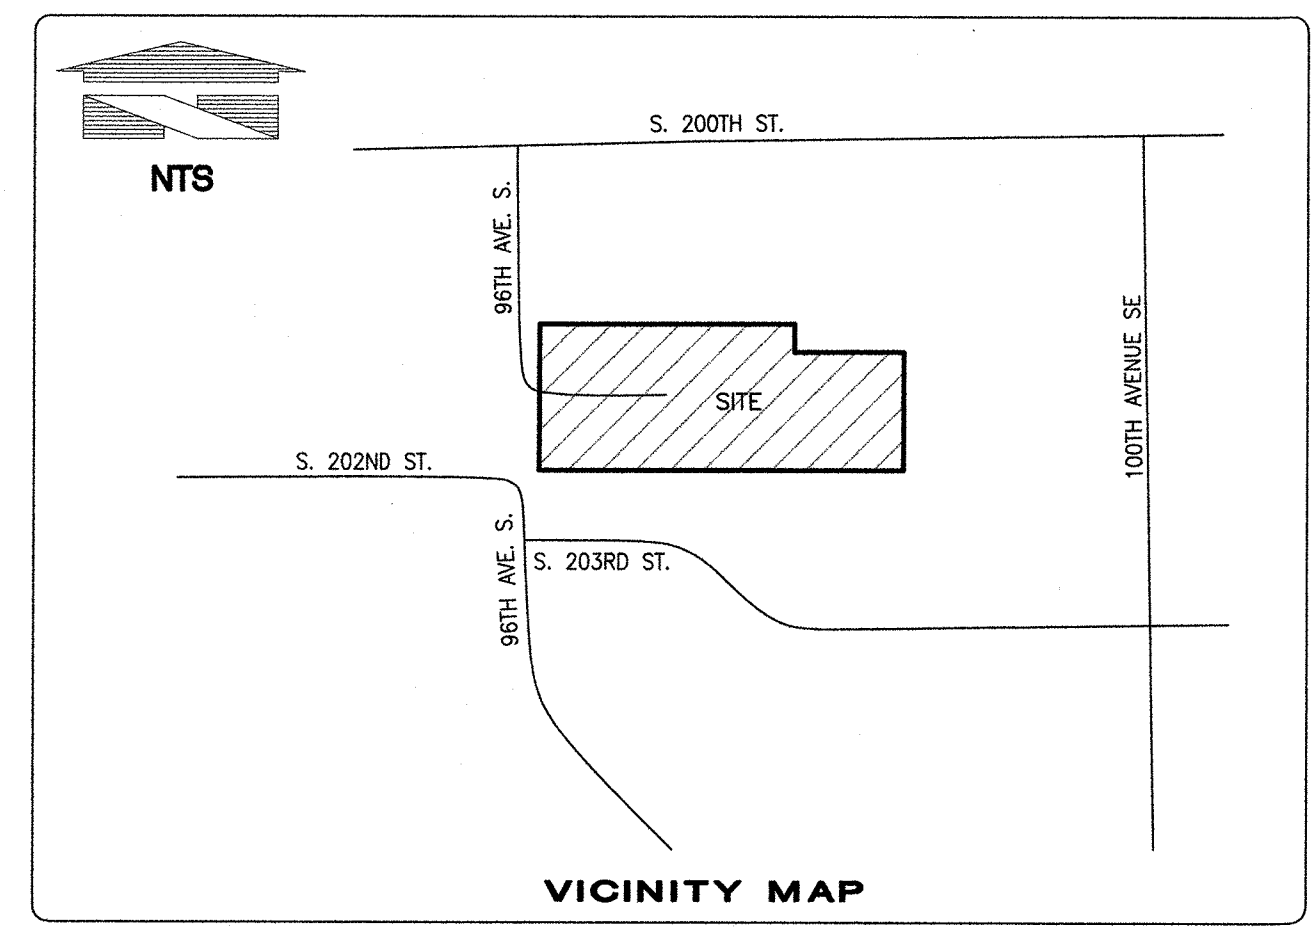 NTS
S. 200TH ST.
96TH AVE. S.
100TH AVENUE SE
SITE
S. 202ND ST.
96TH AVE. S.
S. 203RD ST.
VICINITY MAP